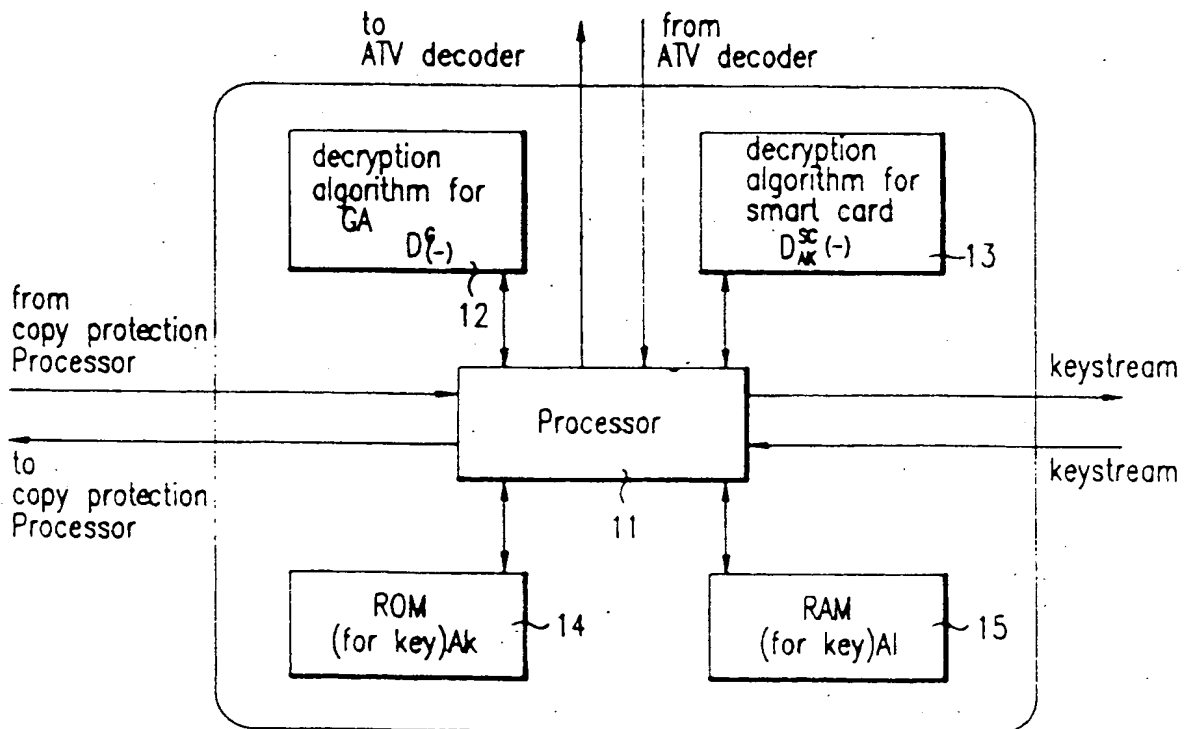 to
ATV decoder
from
ATV decoder
decryption
algorithm for
GA
D^G(-)
12
decryption
algorithm for
smart card
D^SC_AK(-)
13
from
copy protection
Processor
keystream
Processor
11
to
copy protection
Processor
keystream
ROM
(for key)Ak
14
RAM
(for key)Al
15